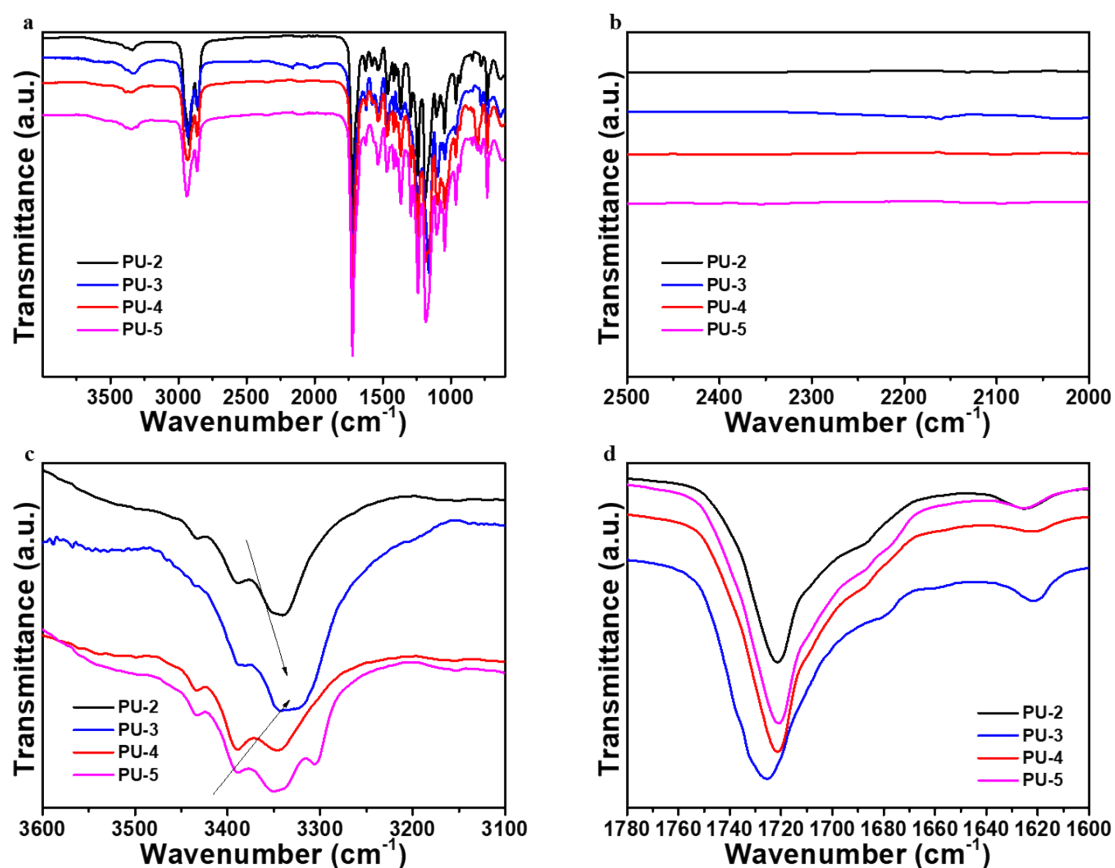 a
Transmittance (a.u.)
PU-2
PU-3
PU-4
PU-5
3500 3000 2500 2000 1500 1000
Wavenumber (cm⁻¹)
b
Transmittance (a.u.)
PU-2
PU-3
PU-4
PU-5
2500 2400 2300 2200 2100 2000
Wavenumber (cm⁻¹)
c
Transmittance (a.u.)
PU-2
PU-3
PU-4
PU-5
3600 3500 3400 3300 3200 3100
Wavenumber (cm⁻¹)
d
Transmittance (a.u.)
PU-2
PU-3
PU-4
PU-5
1780 1760 1740 1720 1700 1680 1660 1640 1620 1600
Wavenumber (cm⁻¹)